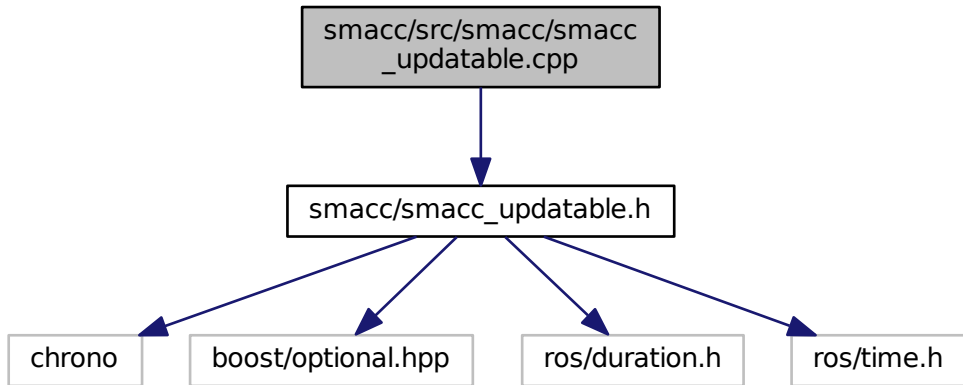 smacc/src/smacc/smacc
_updatable.cpp
smacc/smacc_updatable.h
chrono
boost/optional.hpp
ros/duration.h
ros/time.h